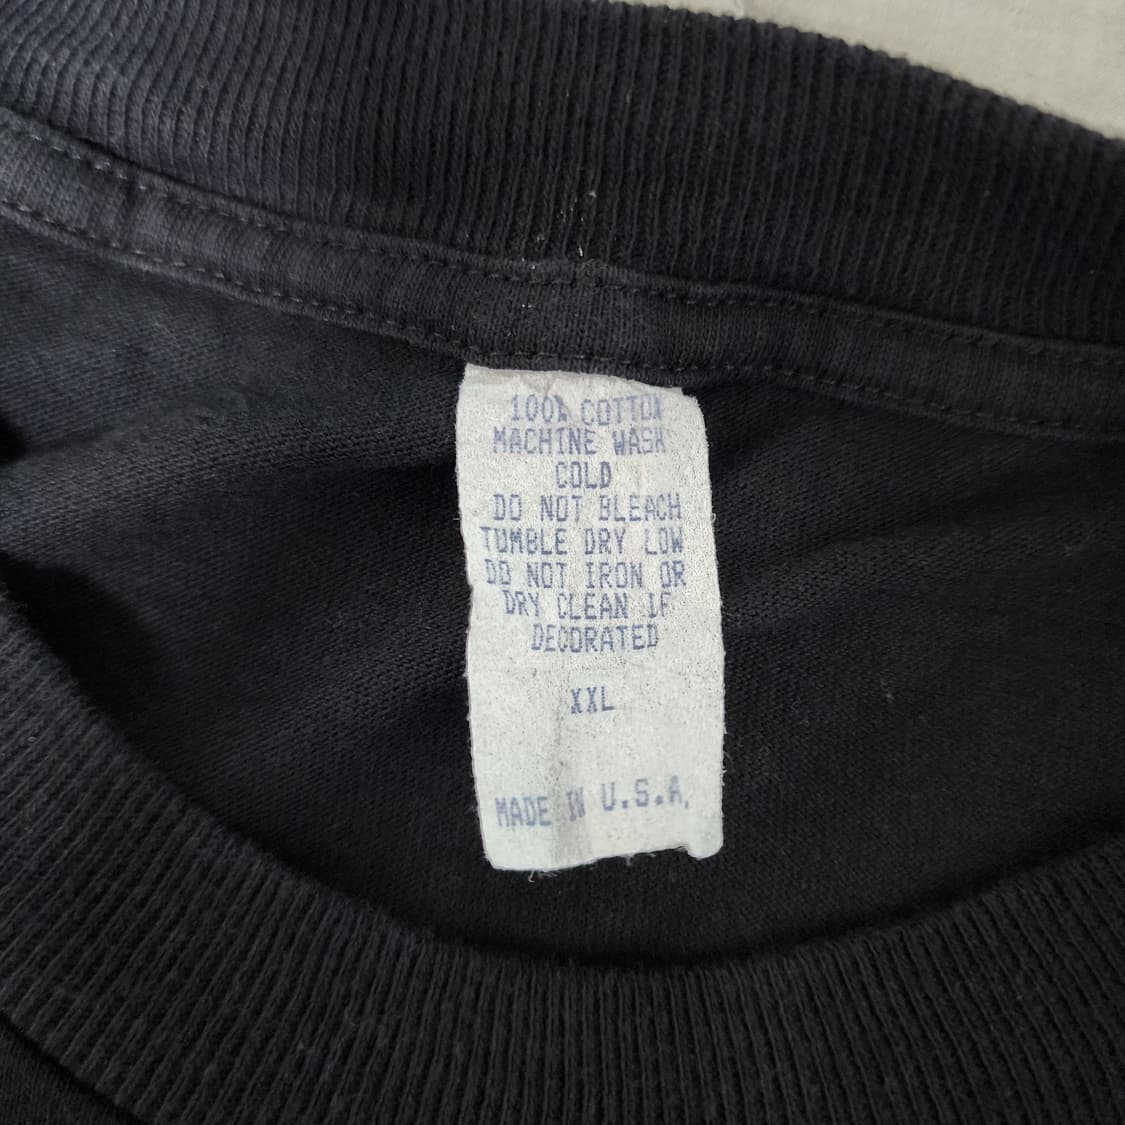 100% COTTON
MACHINE WASH
COLD
DO NOT BLEACH
TUMBLE DRY LOW
DO NOT IRON OR
DRY CLEAN IF
DECORATED
XXL
MADE IN U.S.A.